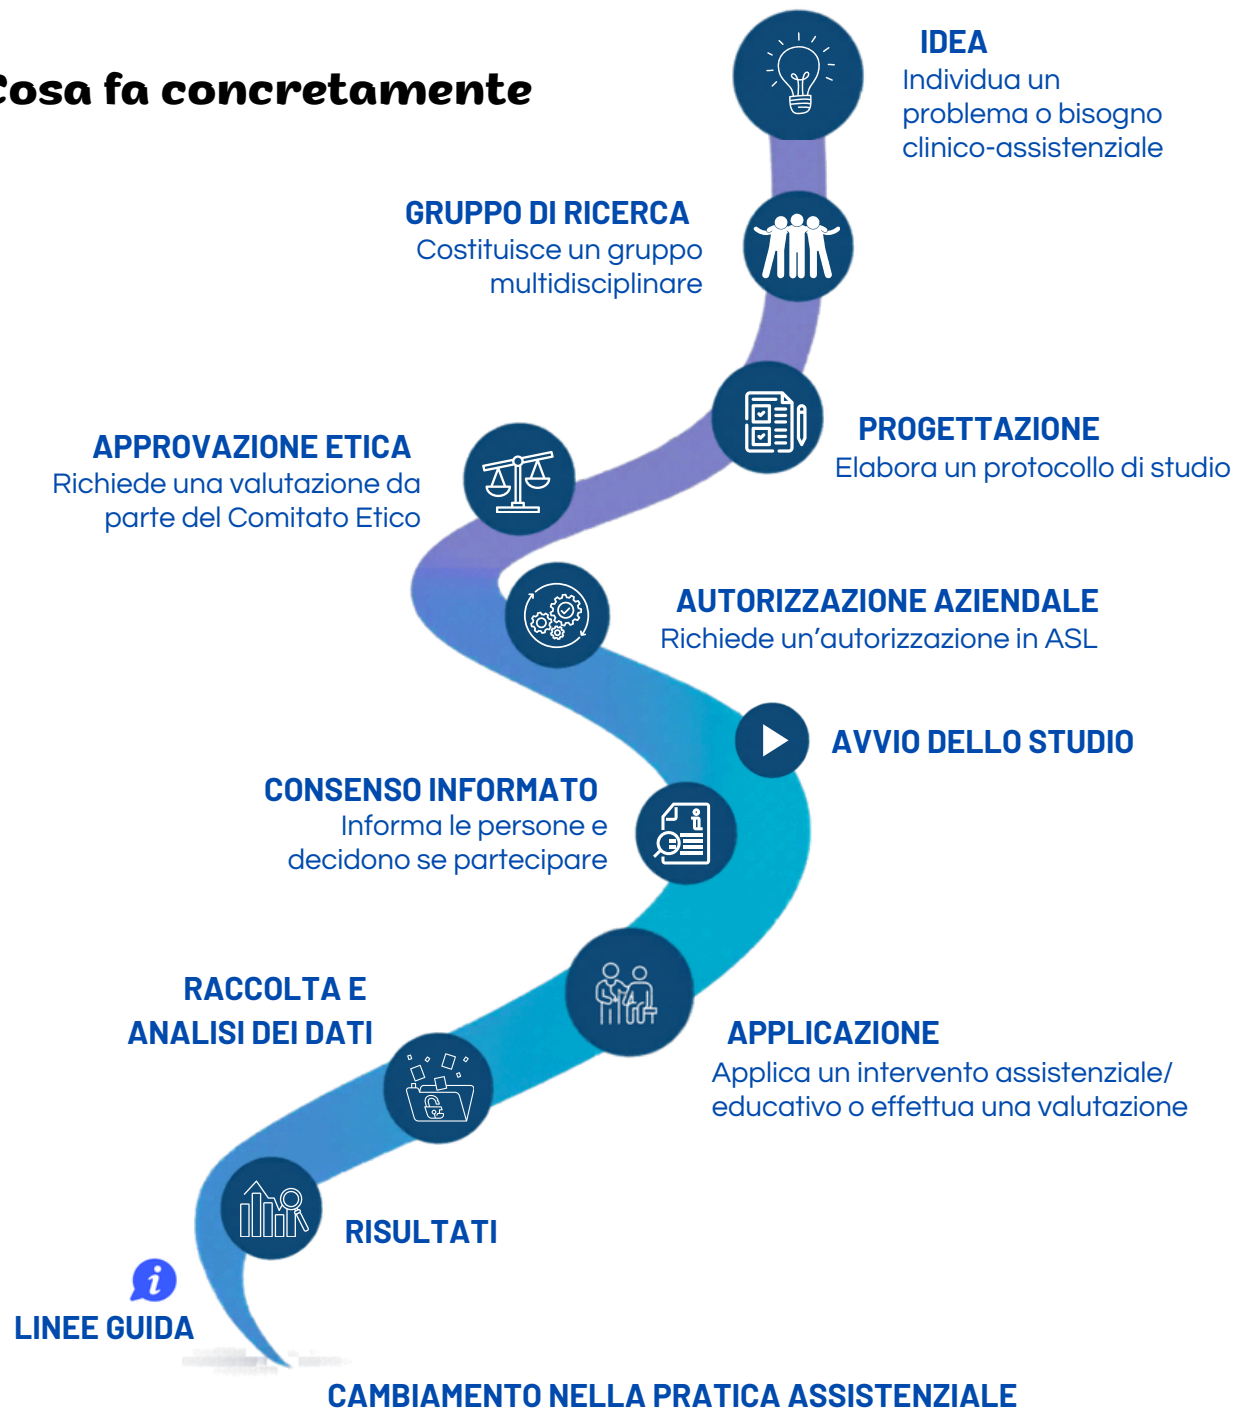 Cosa fa concretamente
IDEA
Individua un
problema o bisogno
clinico-assistenziale
GRUPPO DI RICERCA
Costituisce un gruppo
multidisciplinare
PROGETTAZIONE
Elabora un protocollo di studio
APPROVAZIONE ETICA
Richiede una valutazione da
parte del Comitato Etico
AUTORIZZAZIONE AZIENDALE
Richiede un’autorizzazione in ASL
AVVIO DELLO STUDIO
CONSENSO INFORMATO
Informa le persone e
decidono se partecipare
APPLICAZIONE
Applica un intervento assistenziale/
educativo o effettua una valutazione
RACCOLTA E
ANALISI DEI DATI
RISULTATI
LINEE GUIDA
CAMBIAMENTO NELLA PRATICA ASSISTENZIALE